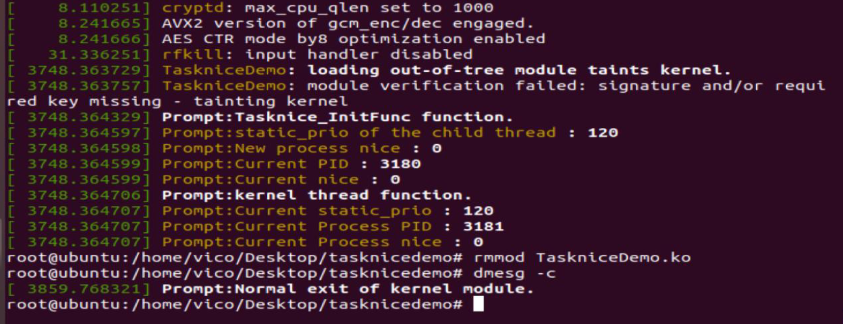 [    8.110251] cryptd: max_cpu_qlen set to 1000
[    8.241665] AVX2 version of gcm_enc/dec engaged.
[    8.241666] AES CTR mode by8 optimization enabled
[   31.336251] rfkill: input handler disabled
[ 3748.363729] TaskniceDemo: loading out-of-tree module taints kernel.
[ 3748.363757] TaskniceDemo: module verification failed: signature and/or requi
red key missing - tainting kernel
[ 3748.364329] Prompt:Tasknice_InitFunc function.
[ 3748.364597] Prompt:static_prio of the child thread : 120
[ 3748.364598] Prompt:New process nice : 0
[ 3748.364599] Prompt:Current PID : 3180
[ 3748.364599] Prompt:Current nice : 0
[ 3748.364706] Prompt:kernel thread function.
[ 3748.364707] Prompt:Current static_prio : 120
[ 3748.364707] Prompt:Current Process PID : 3181
[ 3748.364707] Prompt:Current Process nice : 0
root@ubuntu:/home/vico/Desktop/tasknicedemo# rmmod TaskniceDemo.ko
root@ubuntu:/home/vico/Desktop/tasknicedemo# dmesg -c
[ 3859.768321] Prompt:Normal exit of kernel module.
root@ubuntu:/home/vico/Desktop/tasknicedemo#